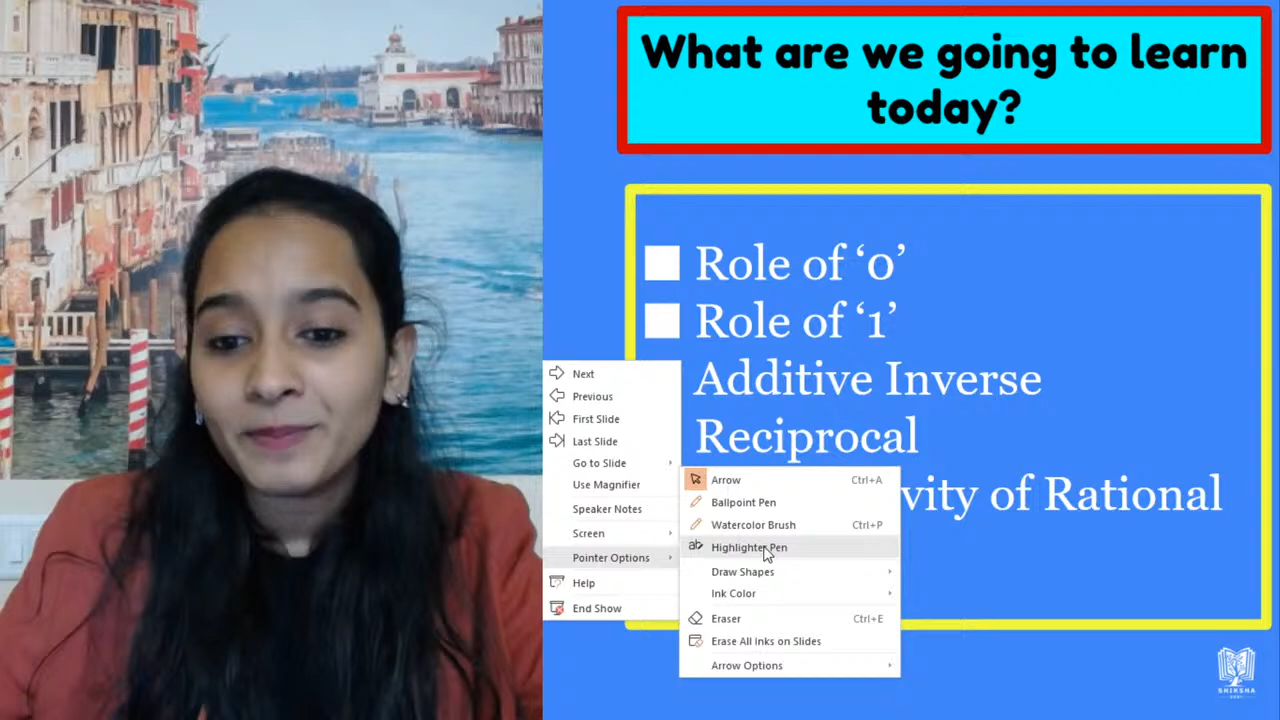 What are we going to learn
today?
Role of ‘0’
Role of ‘1’
Additive Inverse
Reciprocal
vity of Rational
Next
Previous
First Slide
Last Slide
Go to Slide
Use Magnifier
Speaker Notes
Screen
Pointer Options
Help
End Show
Arrow Ctrl+A
Ballpoint Pen
Watercolor Brush Ctrl+P
Highlighter Pen
Draw Shapes
Ink Color
Eraser Ctrl+E
Erase All Inks on Slides
Arrow Options
SHIKSHA